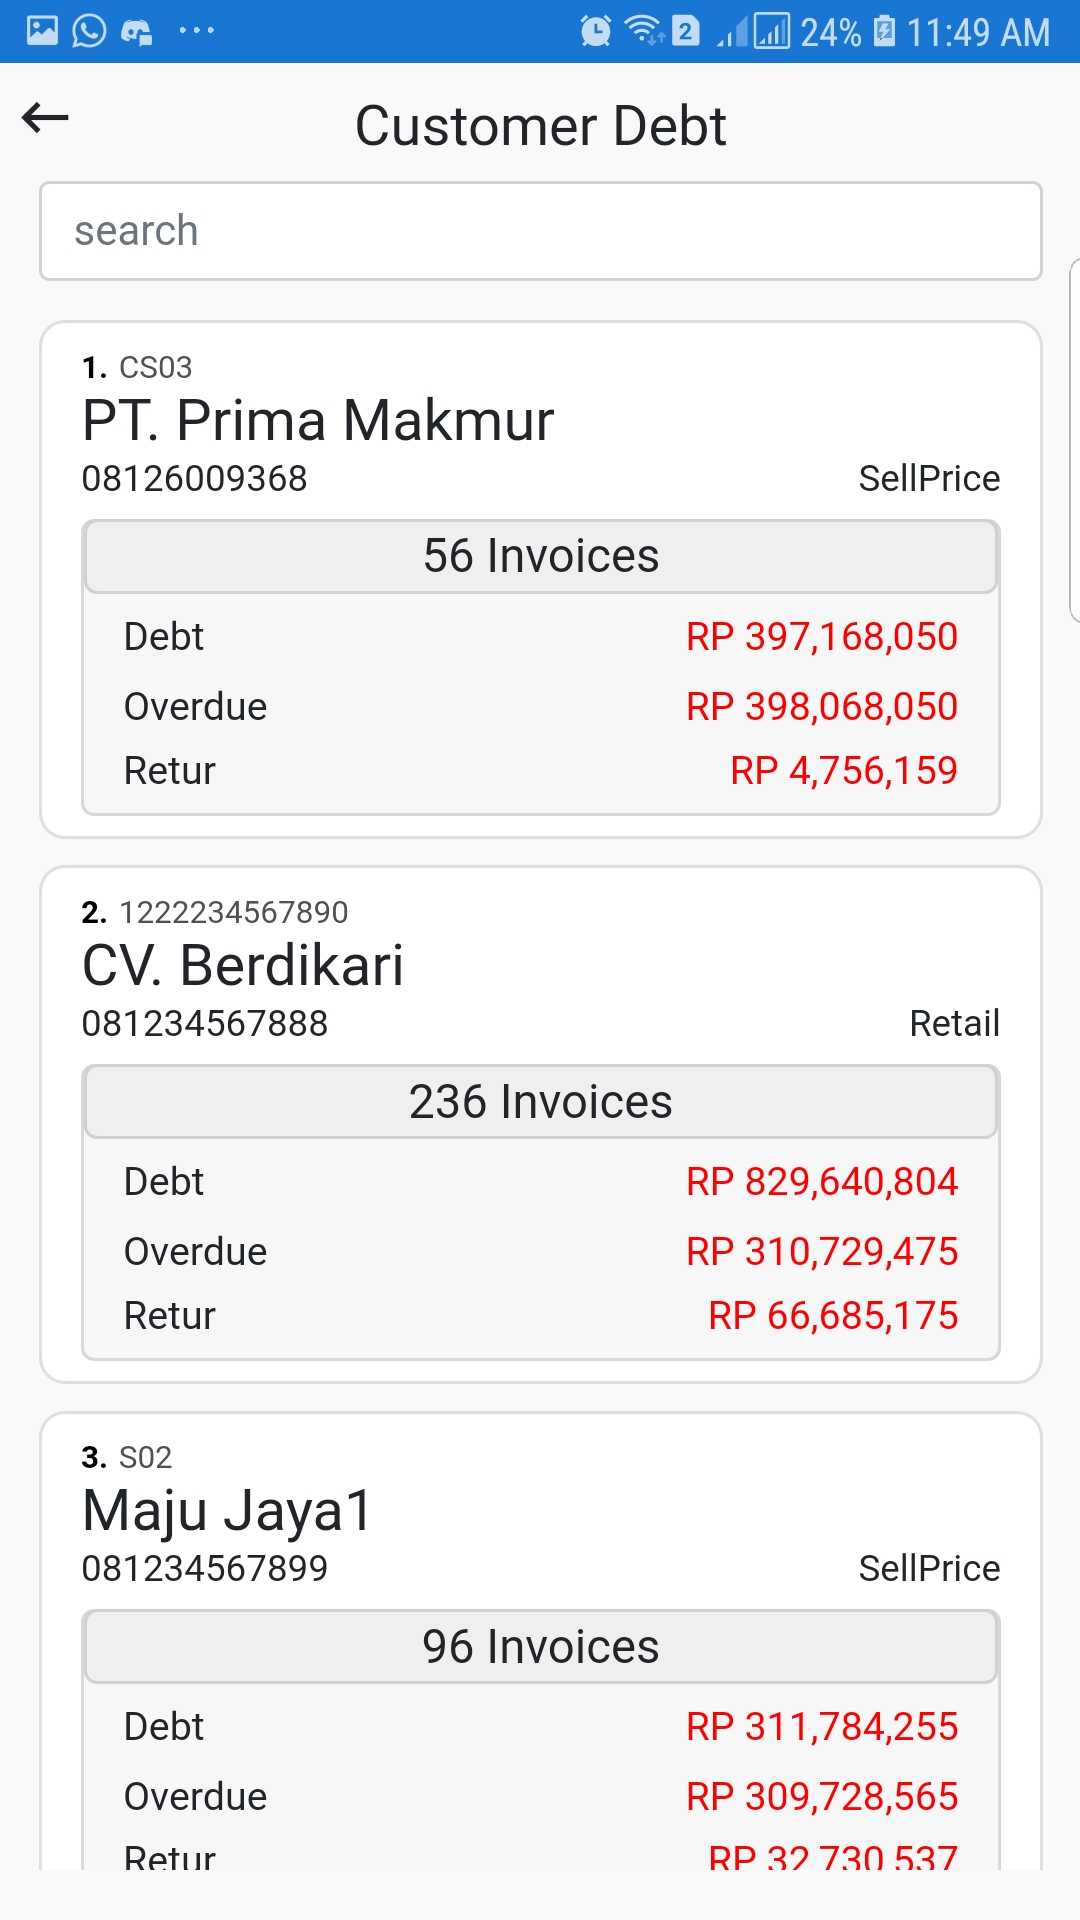 2 24% 11:49 AM
Customer Debt
search
1. CS03
PT. Prima Makmur
08126009368 SellPrice
56 Invoices
Debt RP 397,168,050
Overdue RP 398,068,050
Retur RP 4,756,159
2. 1222234567890
CV. Berdikari
081234567888 Retail
236 Invoices
Debt RP 829,640,804
Overdue RP 310,729,475
Retur RP 66,685,175
3. S02
Maju Jaya1
081234567899 SellPrice
96 Invoices
Debt RP 311,784,255
Overdue RP 309,728,565
Retur RP 32,730,537